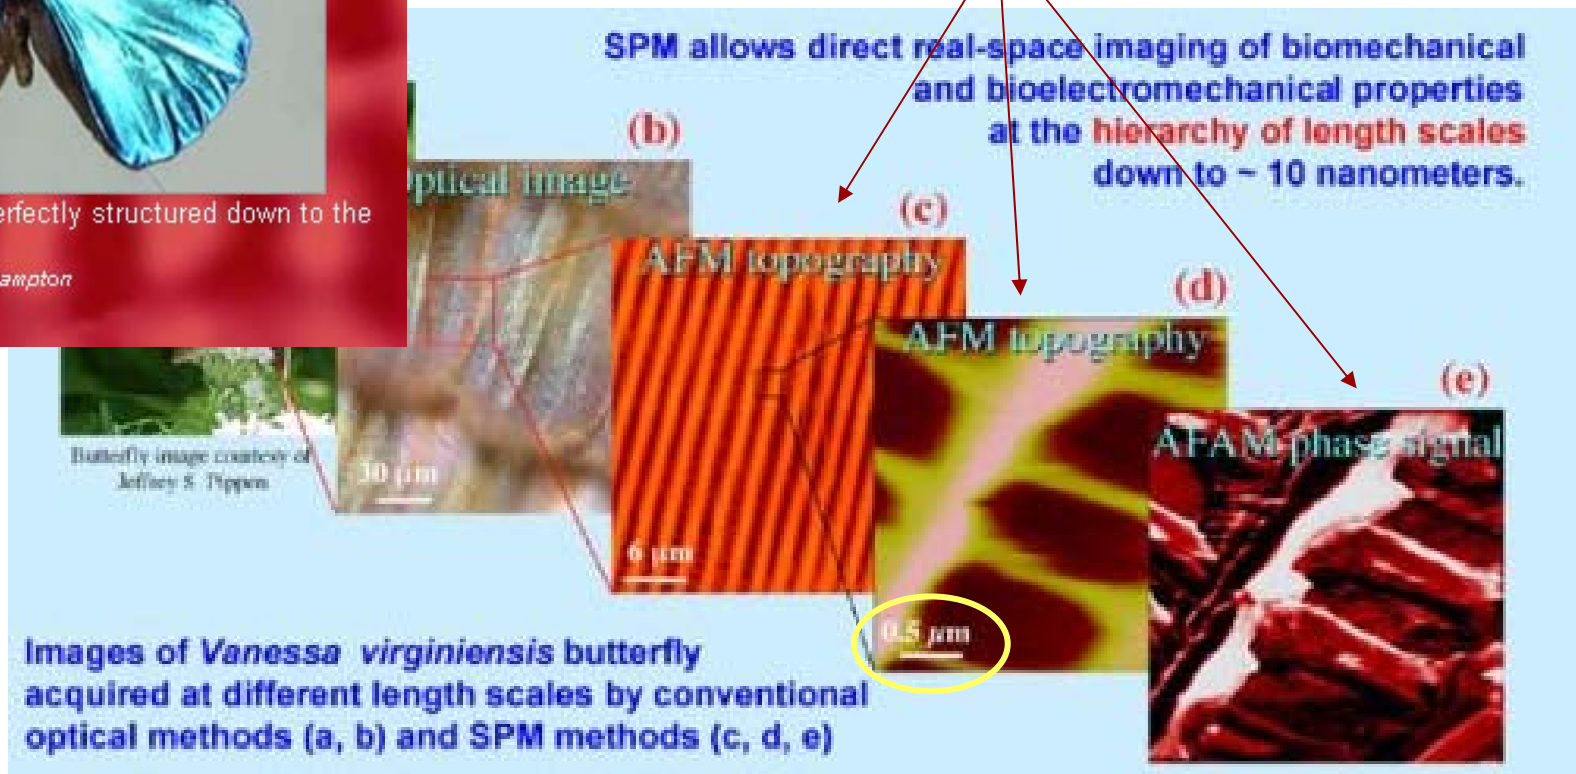 SPM allows direct real-space imaging of biomechanical
and bioelectromechanical properties
at the hierarchy of length scales
down to ~ 10 nanometers.
(b)
optical image
30 μm
(c)
AFM topography
6 μm
(d)
AFM topography
0.5 μm
(e)
AFAM phase signal
erfectly structured down to the
ampton
Butterfly image courtesy of
Jeffrey S. Pippen
Images of Vanessa virginiensis butterfly
acquired at different length scales by conventional
optical methods (a, b) and SPM methods (c, d, e)